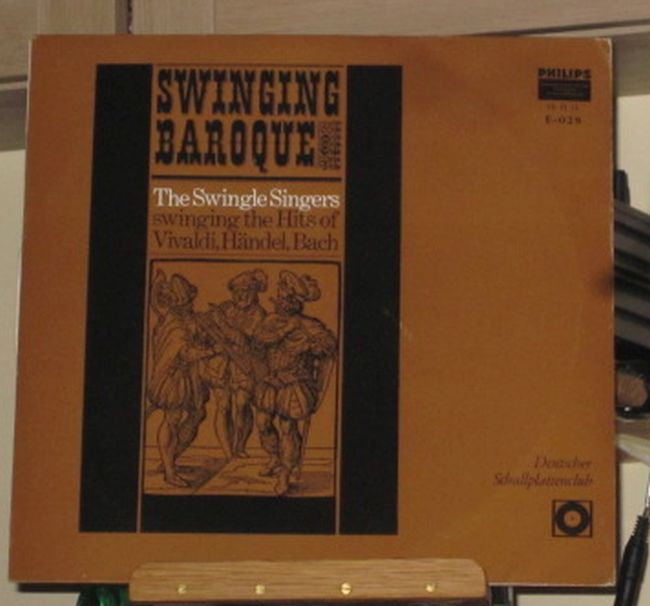 SWINGING
BAROQUE
The Swingle Singers
swinging the Hits of
Vivaldi, Händel, Bach
PHILIPS
E-029
Deutscher
Schallplattenclub